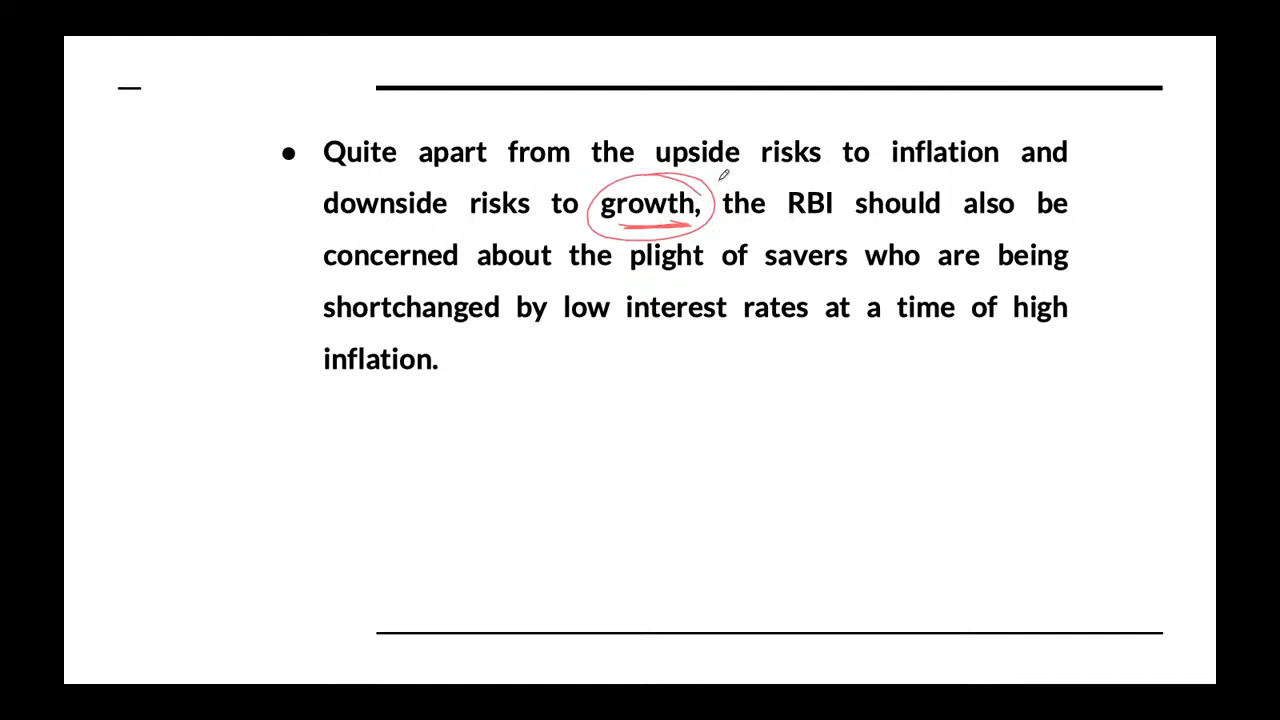 ● Quite apart from the upside risks to inflation and
downside risks to growth, the RBI should also be
concerned about the plight of savers who are being
shortchanged by low interest rates at a time of high
inflation.